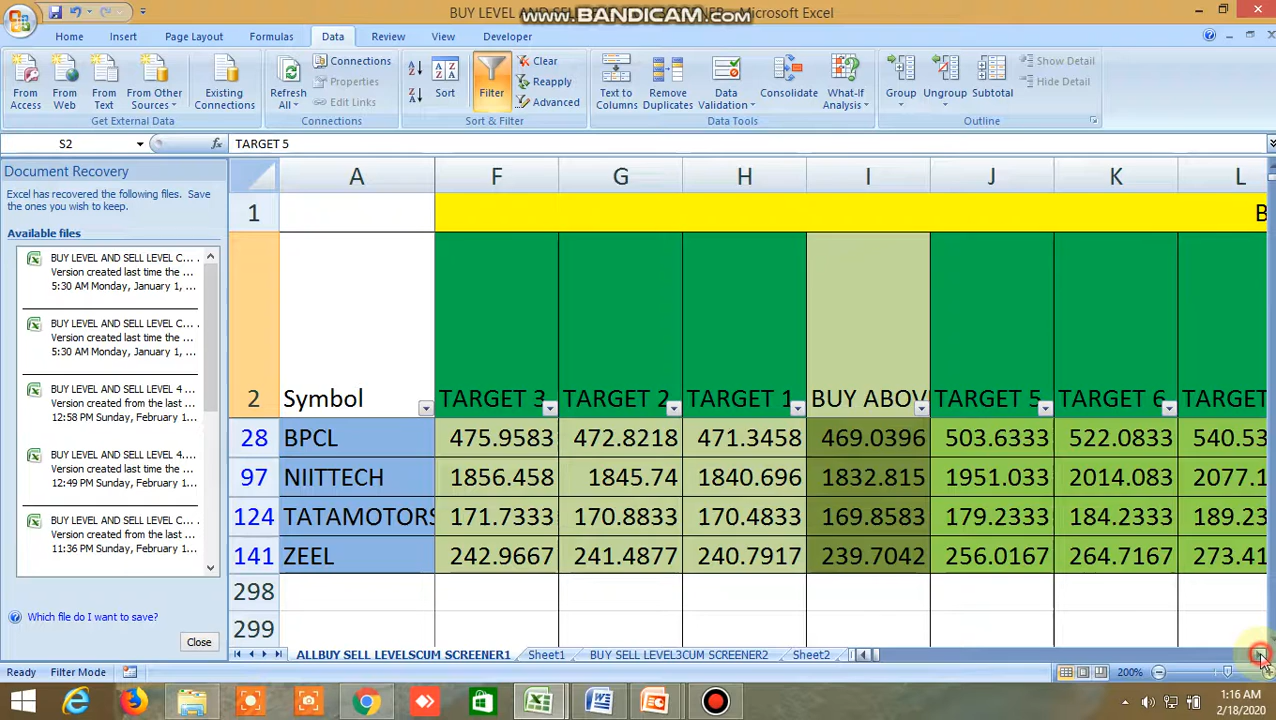 BUY LEVEL AND SELL
Microsoft Excel
www.BANDICAM.com
Home Insert Page Layout Formulas Data Review View Developer
From Access
From Web
From Text
From Other Sources
Existing Connections
Get External Data
Refresh All
Connections
Properties
Edit Links
Connections
Sort
Filter
Clear
Reapply
Advanced
Sort & Filter
Text to Columns
Remove Duplicates
Data Validation
Consolidate
What-If Analysis
Data Tools
Group
Ungroup
Subtotal
Show Detail
Hide Detail
Outline
S2 fx TARGET 5
Document Recovery
Excel has recovered the following files. Save
the ones you wish to keep.
Available files
BUY LEVEL AND SELL LEVEL C... .
Version created last time the ...
5:30 AM Monday, January 1, ...
BUY LEVEL AND SELL LEVEL C... .
Version created last time the ...
5:30 AM Monday, January 1, ...
BUY LEVEL AND SELL LEVEL 4 ...
Version created from the last ...
12:58 PM Sunday, February 1...
BUY LEVEL AND SELL LEVEL 4. ...
Version created from the last ...
12:49 PM Sunday, February 1...
BUY LEVEL AND SELL LEVEL C... .
Version created from the last ...
11:36 PM Sunday, February 1...
Which file do I want to save?
Close
A F G H I J K L
1 B
2 Symbol TARGET 3 TARGET 2 TARGET 1 BUY ABOV TARGET 5 TARGET 6 TARGET
28 BPCL 475.9583 472.8218 471.3458 469.0396 503.6333 522.0833 540.53
97 NIITTECH 1856.458 1845.74 1840.696 1832.815 1951.033 2014.083 2077.1
124 TATAMOTORS 171.7333 170.8833 170.4833 169.8583 179.2333 184.2333 189.23
141 ZEEL 242.9667 241.4877 240.7917 239.7042 256.0167 264.7167 273.41
298
299
ALLBUY SELL LEVELSCUM SCREENER1 Sheet1 BUY SELL LEVEL3CUM SCREENER2 Sheet2
Ready Filter Mode 200%
1:16 AM
2/18/2020